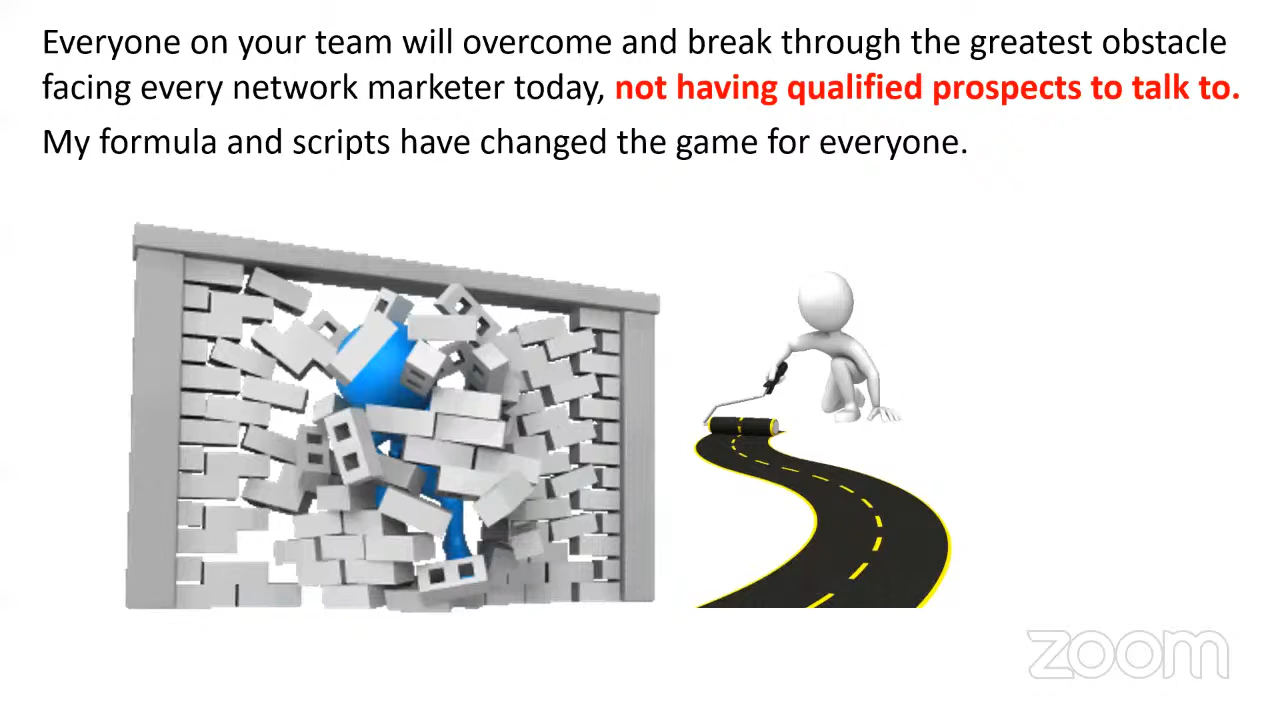 Everyone on your team will overcome and break through the greatest obstacle
facing every network marketer today, not having qualified prospects to talk to.
My formula and scripts have changed the game for everyone.
zoom